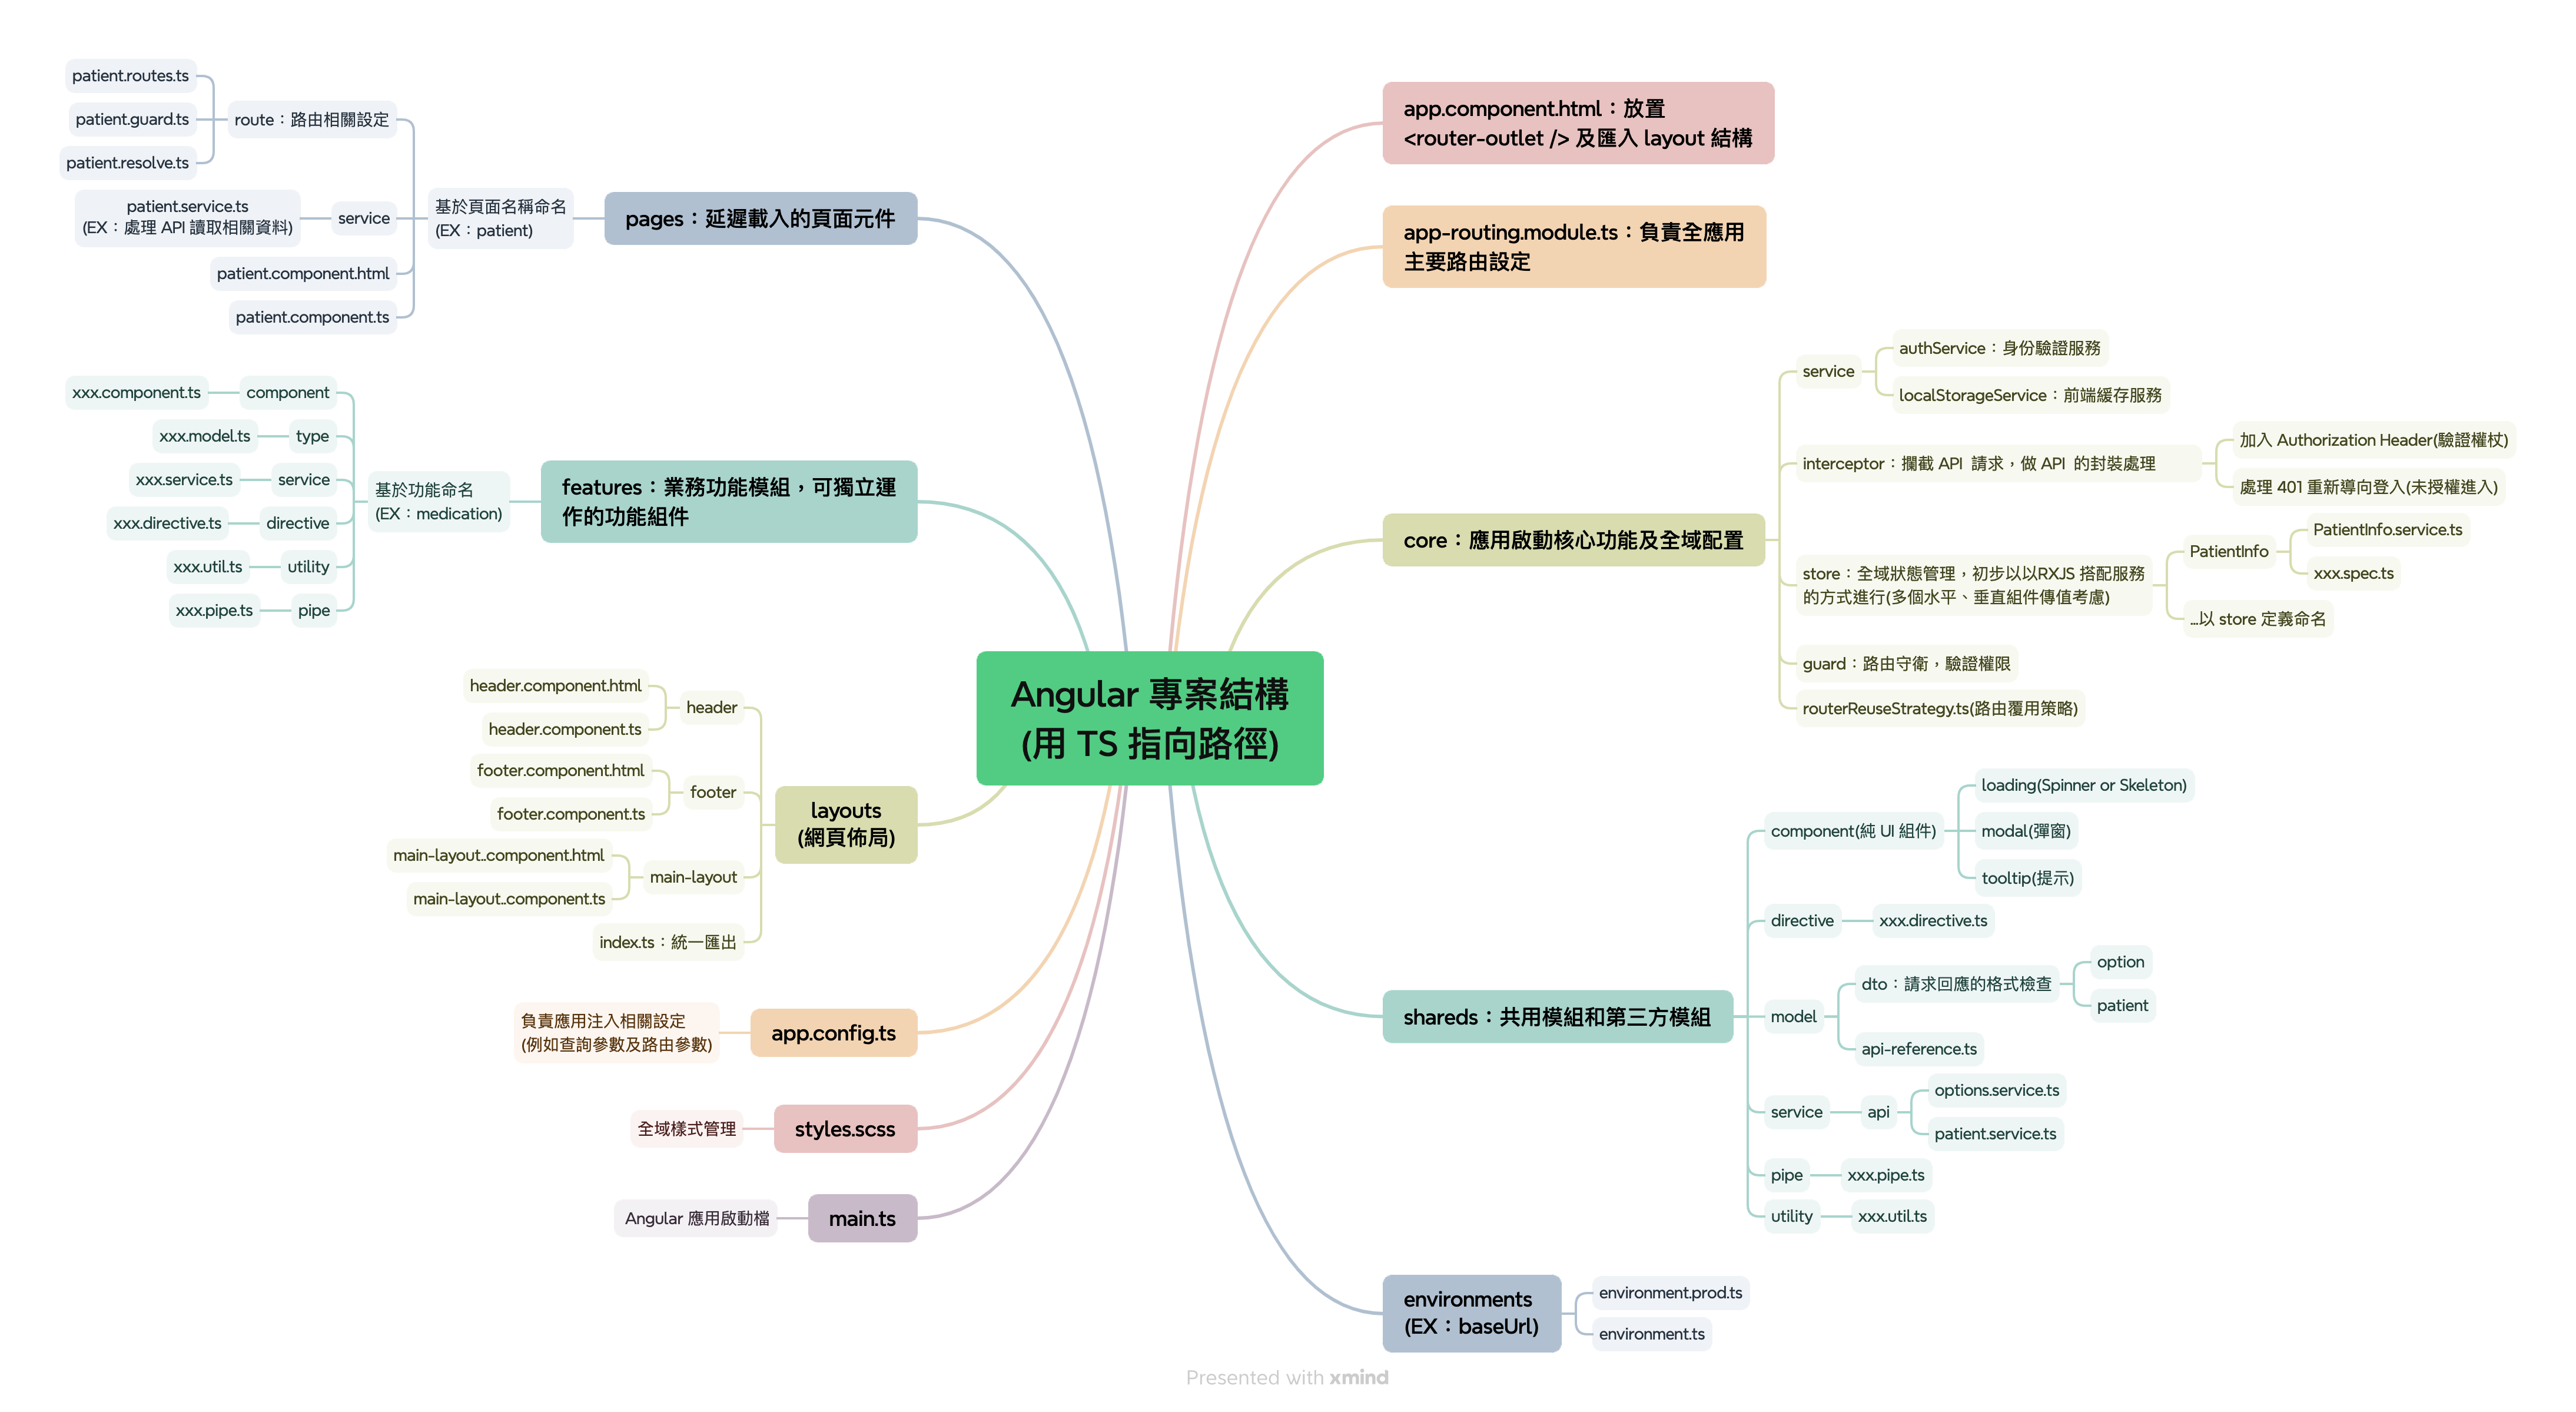 Angular 專案結構
(用 TS 指向路徑)
app.component.html：放置
<router-outlet /> 及匯入 layout 結構
app-routing.module.ts：負責全應用
主要路由設定
core：應用啟動核心功能及全域配置
service
authService：身份驗證服務
localStorageService：前端緩存服務
interceptor：攔截 API 請求，做 API 的封裝處理
加入 Authorization Header(驗證權杖)
處理 401 重新導向登入(未授權進入)
store：全域狀態管理，初步以以RXJS 搭配服務
的方式進行(多個水平、垂直組件傳值考慮)
PatientInfo
PatientInfo.service.ts
xxx.spec.ts
...以 store 定義命名
guard：路由守衛，驗證權限
routerReuseStrategy.ts(路由覆用策略)
shareds：共用模組和第三方模組
component(純 UI 組件)
loading(Spinner or Skeleton)
modal(彈窗)
tooltip(提示)
directive
xxx.directive.ts
model
dto：請求回應的格式檢查
option
patient
api-reference.ts
service
api
options.service.ts
patient.service.ts
pipe
xxx.pipe.ts
utility
xxx.util.ts
environments
(EX：baseUrl)
environment.prod.ts
environment.ts
pages：延遲載入的頁面元件
基於頁面名稱命名
(EX：patient)
route：路由相關設定
patient.routes.ts
patient.guard.ts
patient.resolve.ts
service
patient.service.ts
(EX：處理 API 讀取相關資料)
patient.component.html
patient.component.ts
features：業務功能模組，可獨立運
作的功能組件
基於功能命名
(EX：medication)
component
xxx.component.ts
type
xxx.model.ts
service
xxx.service.ts
directive
xxx.directive.ts
utility
xxx.util.ts
pipe
xxx.pipe.ts
layouts
(網頁佈局)
header
header.component.html
header.component.ts
footer
footer.component.html
footer.component.ts
main-layout
main-layout..component.html
main-layout..component.ts
index.ts：統一匯出
app.config.ts
負責應用注入相關設定
(例如查詢參數及路由參數)
styles.scss
全域樣式管理
main.ts
Angular 應用啟動檔
Presented with xmind